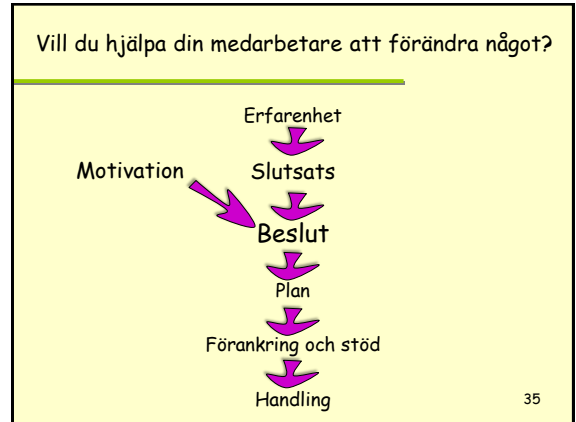 Vill du hjälpa din medarbetare att förändra något?
Erfarenhet
Motivation
Slutsats
Beslut
Plan
Förankring och stöd
Handling
35